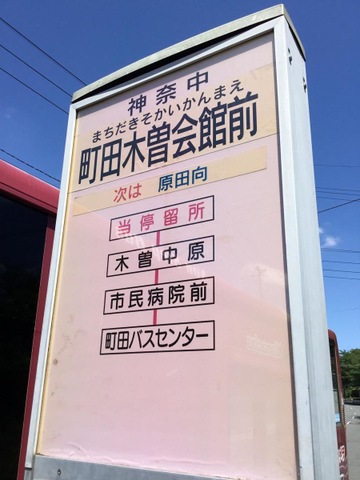 神奈中
まちだきそかいかんまえ
町田木曽会館前
次は 原田向
当停留所
木曽中原
市民病院前
町田バスセンター